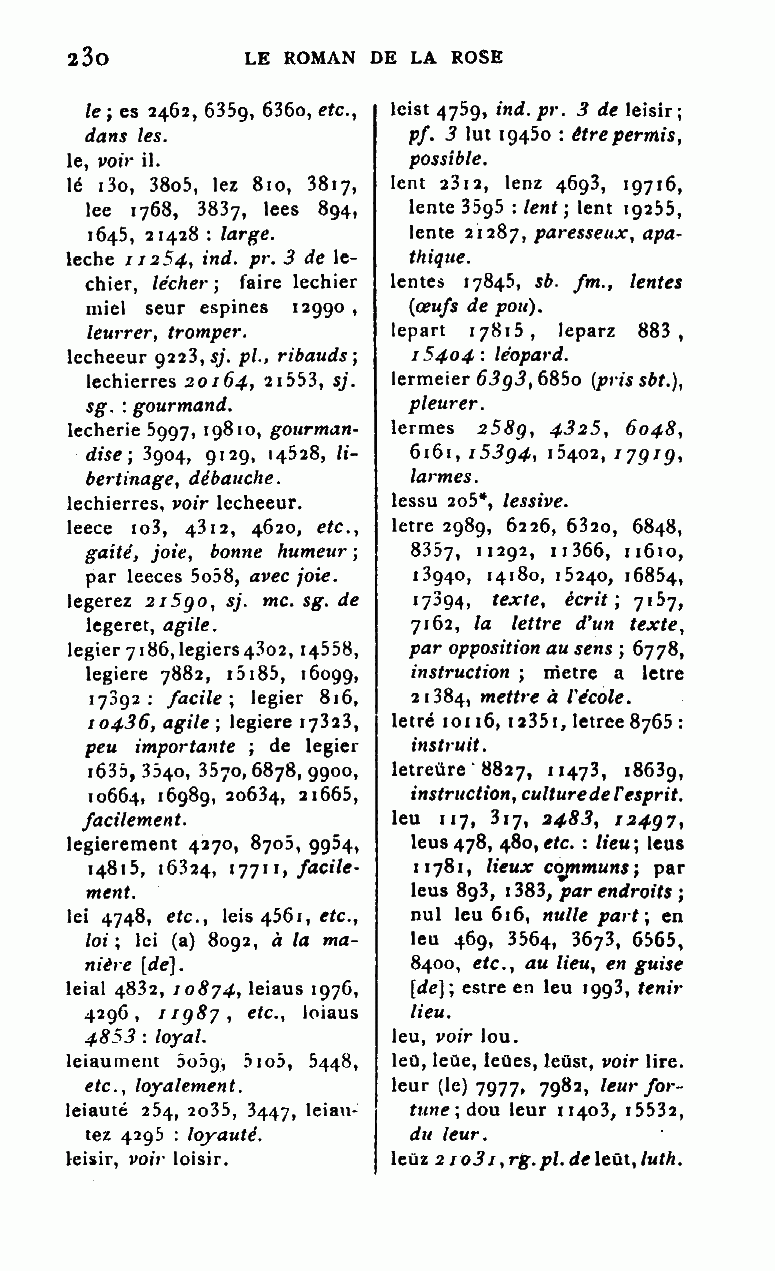 230
LE ROMAN DE LA ROSE
le ; es 2462, 6359, 6360, etc.,
dans les.
le, voir il.
lé 130, 3805, lez 810, 3817,
lee 1768, 3837, lees 894,
1645, 21428 : large.
leche 11254, ind. pr. 3 de le-
chier, lécher ; faire lechier
miel seur espines 12990 ,
leurrer, tromper.
lecheeur 9223, sj. pl., ribauds ;
lechierres 20164, 21553, sj.
sg. : gourmand.
lecherie 5997, 19810, gourman-
dise ; 3904, 9129, 14528, li-
bertinage, débauche.
lechierres, voir lecheeur.
leece 103, 4312, 4620, etc.,
gaité, joie, bonne humeur ;
par leeces 5058, avec joie.
legerez 21590, sj. mc. sg. de
legeret, agile.
legier 7186, legiers 4302, 14558,
legiere 7882, 15185, 16099,
17392 : facile ; legier 816,
10436, agile ; legiere 17323,
peu importante ; de legier
1635, 3540, 3570, 6878, 9900,
10664, 16989, 20634, 21665,
facilement.
legierement 4270, 8705, 9954,
14815, 16324, 17711, facile-
ment.
lei 4748, etc., leis 4561, etc.,
loi ; lei (a) 8092, à la ma-
nière [de].
leial 4832, 10874, leiaus 1976,
4296 , 11987 , etc., loiaus
4853 : loyal.
leiaument 5059, 5105, 5448,
etc., loyalement.
leiauté 254, 2035, 3447, leiau-
tez 4295 : loyauté.
leisir, voir loisir.
leist 4759, ind. pr. 3 de leisir ;
pf. 3 lut 19450 : être permis,
possible.
lent 2312, lenz 4693, 19716,
lente 3595 : lent ; lent 19255,
lente 21287, paresseux, apa-
thique.
lentes 17845, sb. fm., lentes
(œufs de pou).
lepart 17815 , leparz 883 ,
15404 : léopard.
lermeier 6393, 6850 (pris sbt.),
pleurer.
lermes 2589, 4325, 6048,
6161, 15394, 15402, 17919,
larmes.
lessu 205*, lessive.
letre 2989, 6226, 6320, 6848,
8357, 11292, 11366, 11610,
13940, 14180, 15240, 16854,
17394, texte, écrit ; 7157,
7162, la lettre d'un texte,
par opposition au sens ; 6778,
instruction ; metre a letre
21384, mettre à l'école.
letré 10116, 12351, letree 8765 :
instruit.
letreüre 8827, 11473, 18639,
instruction, culture de l'esprit.
leu 117, 317, 2483, 12497,
leus 478, 480, etc. : lieu ; leus
11781, lieux communs ; par
leus 893, 1383, par endroits ;
nul leu 616, nulle part ; en
leu 469, 3564, 3673, 6565,
8400, etc., au lieu, en guise
[de] ; estre en leu 1993, tenir
lieu.
leu, voir lou.
leü, leüe, leües, leüst, voir lire.
leur (le) 7977, 7982, leur for-
tune ; dou leur 11403, 15532,
du leur.
leüz 21031, rg. pl. de leüt, luth.